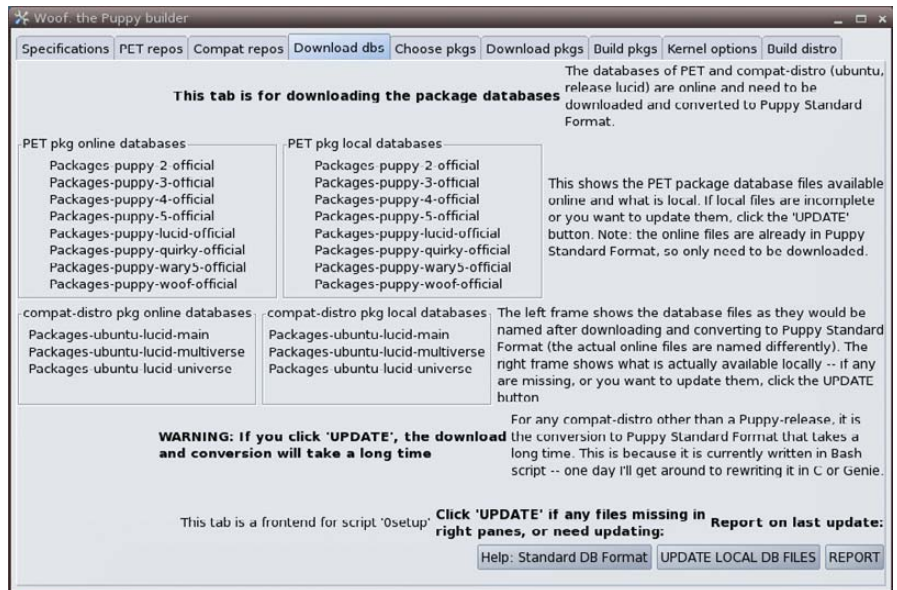 Woof: the Puppy builder
Specifications PET repos Compat repos Download dbs Choose pkgs Download pkgs Build pkgs Kernel options Build distro
This tab is for downloading the package databases
The databases of PET and compat-distro (ubuntu,
release lucid) are online and need to be
downloaded and converted to Puppy Standard
Format.
PET pkg online databases
Packages-puppy-2-official
Packages-puppy-3-official
Packages-puppy-4-official
Packages-puppy-5-official
Packages-puppy-lucid-official
Packages-puppy-quirky-official
Packages-puppy-wary5-official
Packages-puppy-woof-official
PET pkg local databases
Packages-puppy-2-official
Packages-puppy-3-official
Packages-puppy-4-official
Packages-puppy-5-official
Packages-puppy-lucid-official
Packages-puppy-quirky-official
Packages-puppy-wary5-official
Packages-puppy-woof-official
This shows the PET package database files available
online and what is local. If local files are incomplete
or you want to update them, click the 'UPDATE'
button. Note: the online files are already in Puppy
Standard Format, so only need to be downloaded.
compat-distro pkg online databases
Packages-ubuntu-lucid-main
Packages-ubuntu-lucid-multiverse
Packages-ubuntu-lucid-universe
compat-distro pkg local databases
Packages-ubuntu-lucid-main
Packages-ubuntu-lucid-multiverse
Packages-ubuntu-lucid-universe
The left frame shows the database files as they would be
named after downloading and converting to Puppy Standard
Format (the actual online files are named differently). The
right frame shows what is actually available locally -- if any
are missing, or you want to update them, click the UPDATE
button
WARNING: If you click 'UPDATE', the download
and conversion will take a long time
For any compat-distro other than a Puppy-release, it is
the conversion to Puppy Standard Format that takes a
long time. This is because it is currently written in Bash
script -- one day I'll get around to rewriting it in C or Genie.
This tab is a frontend for script '0setup'
Click 'UPDATE' if any files missing in
right panes, or need updating:
Report on last update:
Help: Standard DB Format UPDATE LOCAL DB FILES REPORT